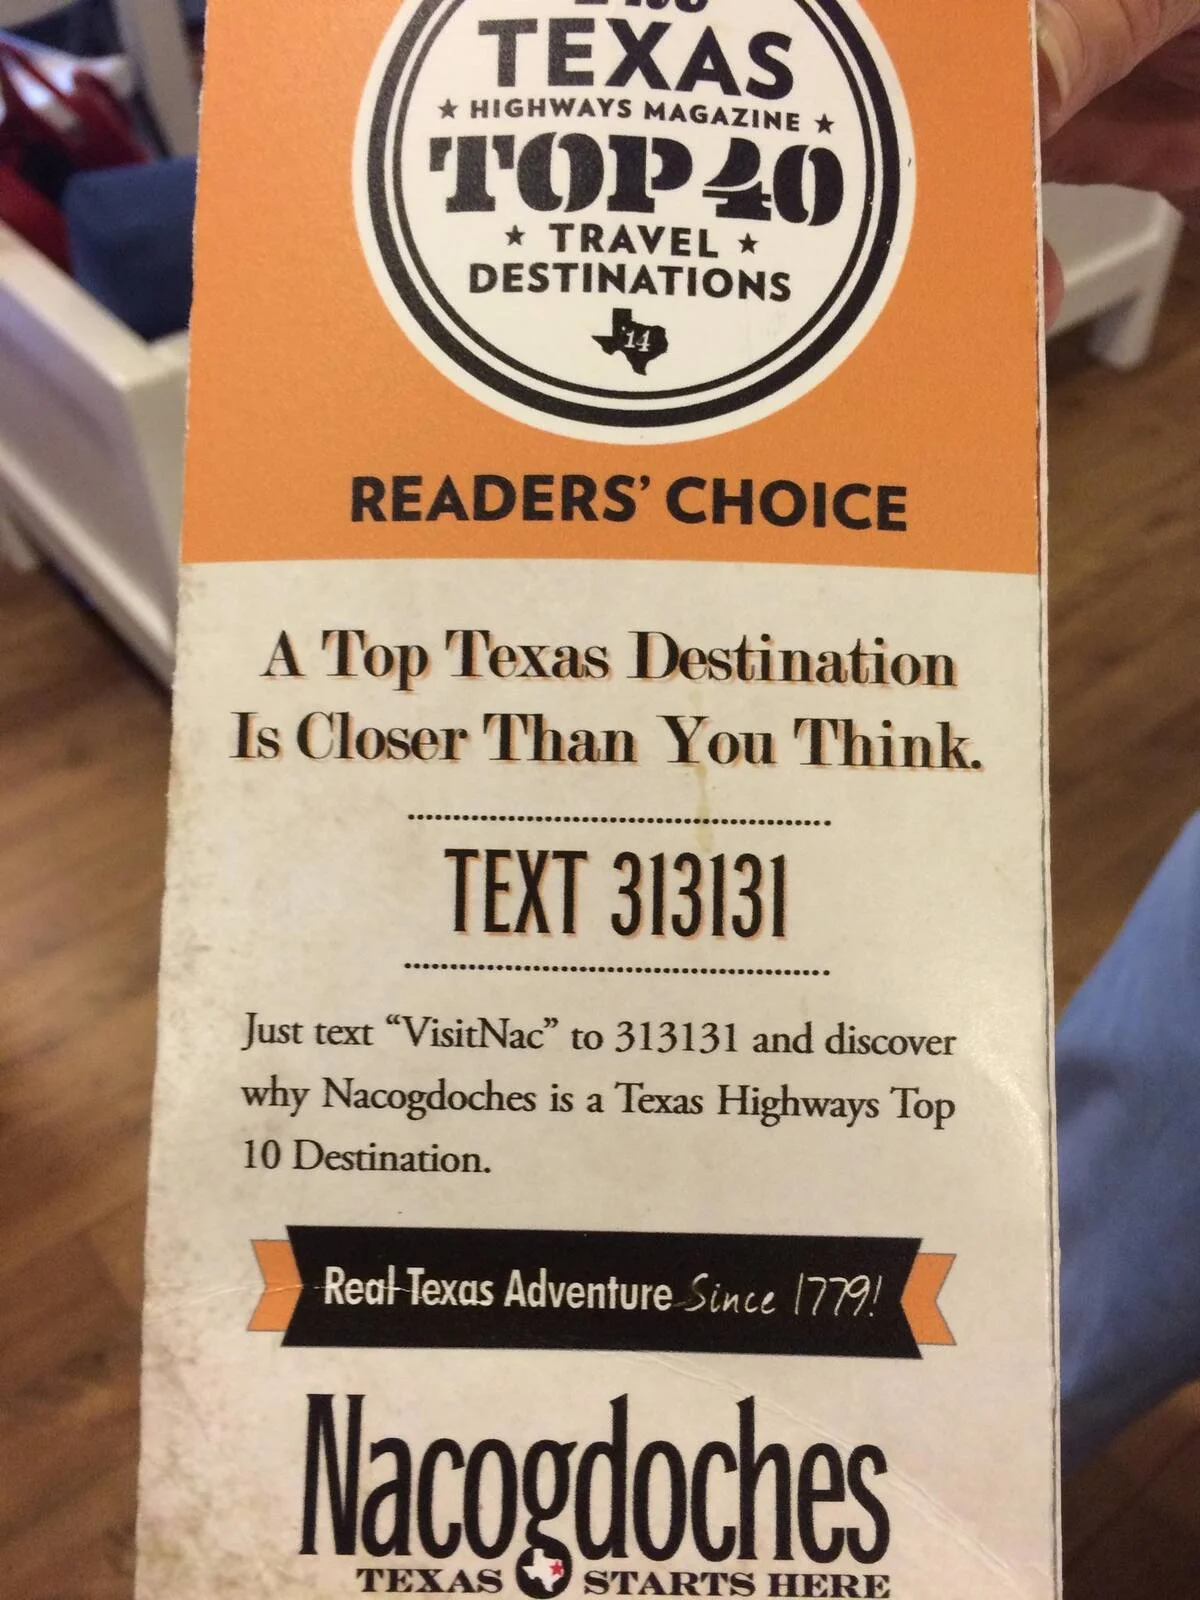 The
TEXAS
★ HIGHWAYS MAGAZINE ★
TOP 40
★ TRAVEL ★
DESTINATIONS
'14
READERS' CHOICE
A Top Texas Destination
Is Closer Than You Think.
TEXT 313131
Just text “VisitNac” to 313131 and discover
why Nacogdoches is a Texas Highways Top
10 Destination.
Real Texas Adventure Since 1779!
Nacogdoches
TEXAS STARTS HERE